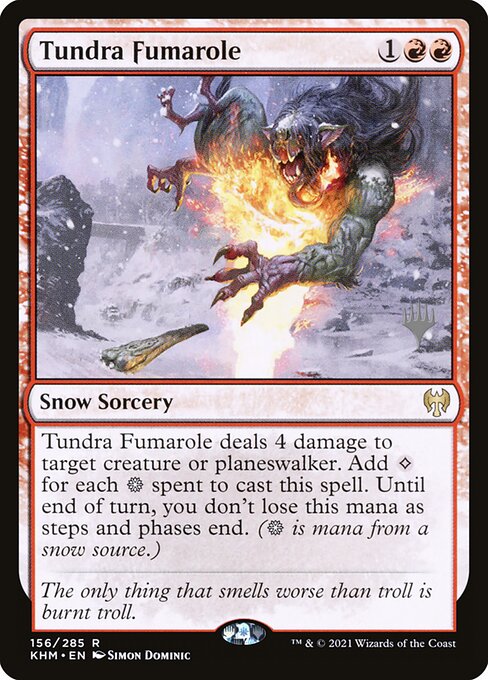 Tundra Fumarole 1
Snow Sorcery
Tundra Fumarole deals 4 damage to
target creature or planeswalker. Add
for each spent to cast this spell. Until
end of turn, you don't lose this mana as
steps and phases end. ( is mana from a
snow source.)
The only thing that smells worse than troll is
burnt troll.
156/285 R
KHM • EN Simon Dominic
™ & © 2021 Wizards of the Coast